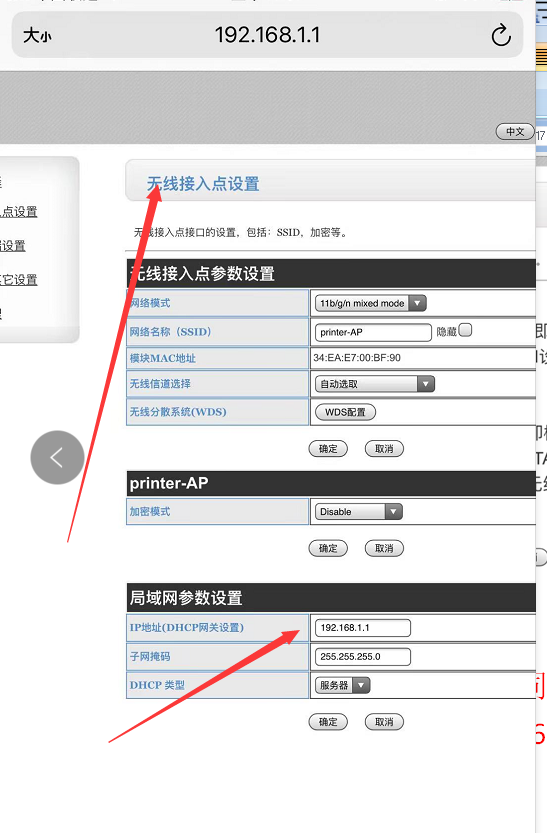 大小 192.168.1.1
中文
17
无线接入点设置
点设置
无线接入点接口的设置，包括：SSID，加密等。
设置
无线接入点参数设置
它设置
网络模式 11b/g/n mixed mode
网络名称（SSID） printer-AP 隐藏
模块MAC地址 34:EA:E7:00:BF:90
无线信道选择 自动选取
无线分散系统(WDS) WDS配置
确定 取消
printer-AP
加密模式 Disable
确定 取消
局域网参数设置
IP地址(DHCP网关设置) 192.168.1.1
子网掩码 255.255.255.0
DHCP 类型 服务器
确定 取消
6